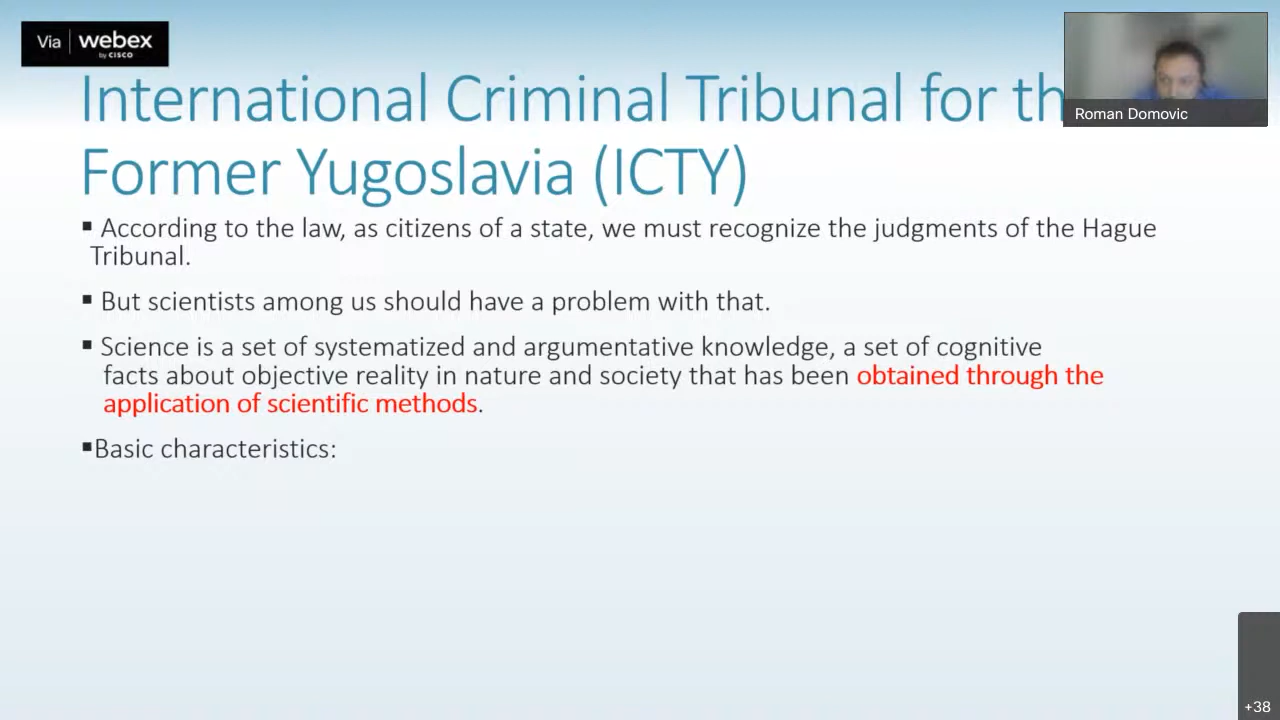 Via webex
by CISCO
International Criminal Tribunal for th
Roman Domovic
Former Yugoslavia (ICTY)
▪ According to the law, as citizens of a state, we must recognize the judgments of the Hague
Tribunal.
▪ But scientists among us should have a problem with that.
▪ Science is a set of systematized and argumentative knowledge, a set of cognitive
facts about objective reality in nature and society that has been obtained through the
application of scientific methods.
▪Basic characteristics:
+38